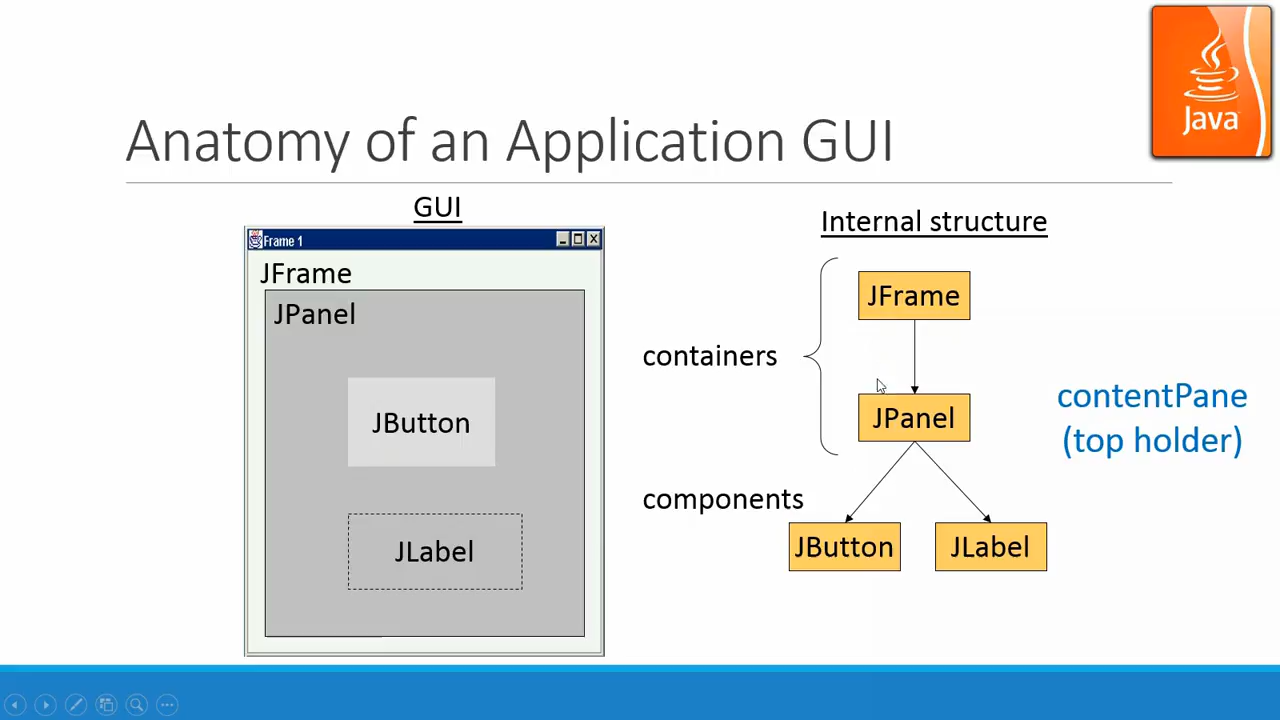 Java
Anatomy of an Application GUI
GUI
Frame 1
JFrame
JPanel
JButton
JLabel
Internal structure
JFrame
containers
JPanel
contentPane
(top holder)
components
JButton
JLabel